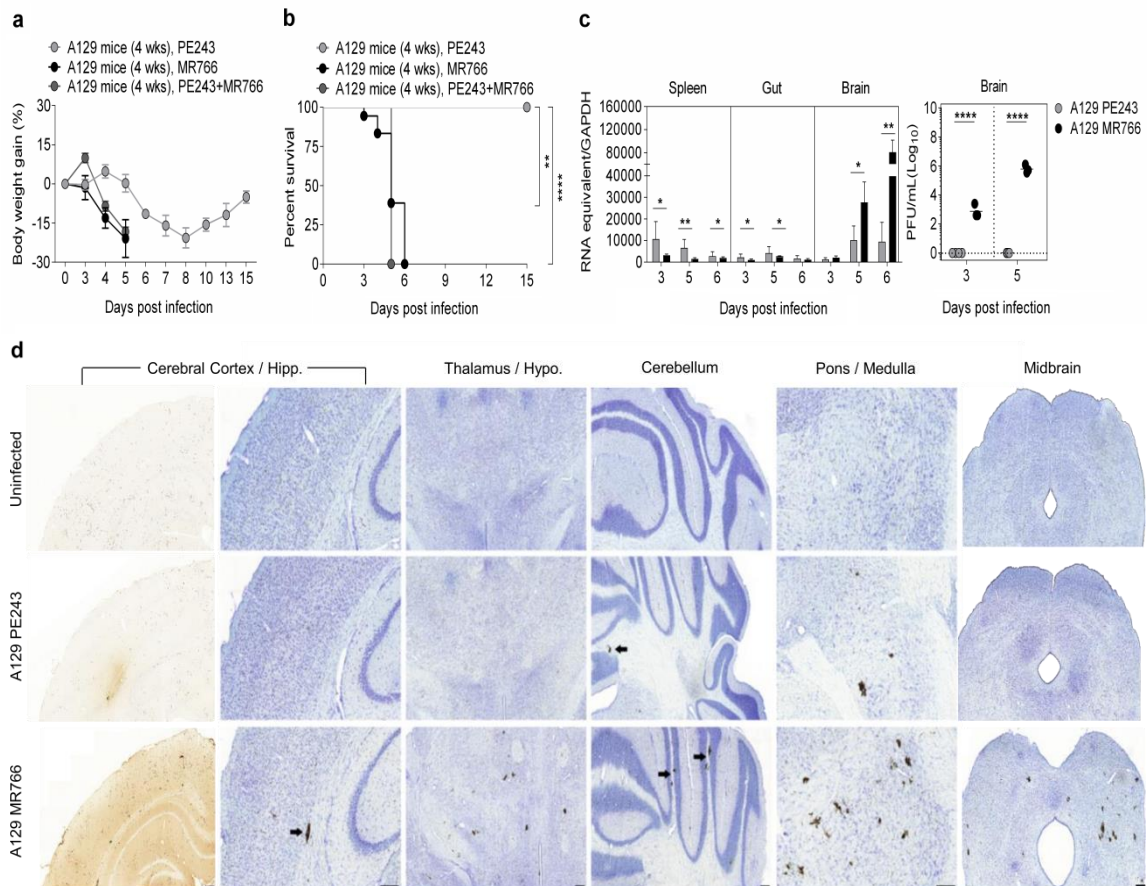 a
A129 mice (4 wks), PE243
A129 mice (4 wks), MR766
A129 mice (4 wks), PE243+MR766
Body weight gain (%)
30
15
0
-15
-30
0 3 4 5 6 7 8 10 13 15
Days post infection
b
A129 mice (4 wks), PE243
A129 mice (4 wks), MR766
A129 mice (4 wks), PE243+MR766
Percent survival
100
75
50
25
0
0 3 6 9 12 15
**
****
Days post infection
c
Spleen Gut Brain
RNA equivalent/GAPDH
160000
120000
80000
40000
30000
20000
10000
0
* ** * * * * **
3 5 6 3 5 6 3 5 6
Days post infection
Brain
A129 PE243
A129 MR766
PFU/mL(Log10)
10
8
6
4
2
0
**** ****
3 5
Days post infection
d
Cerebral Cortex / Hipp. Thalamus / Hypo. Cerebellum Pons / Medulla Midbrain
Uninfected
A129 PE243
A129 MR766